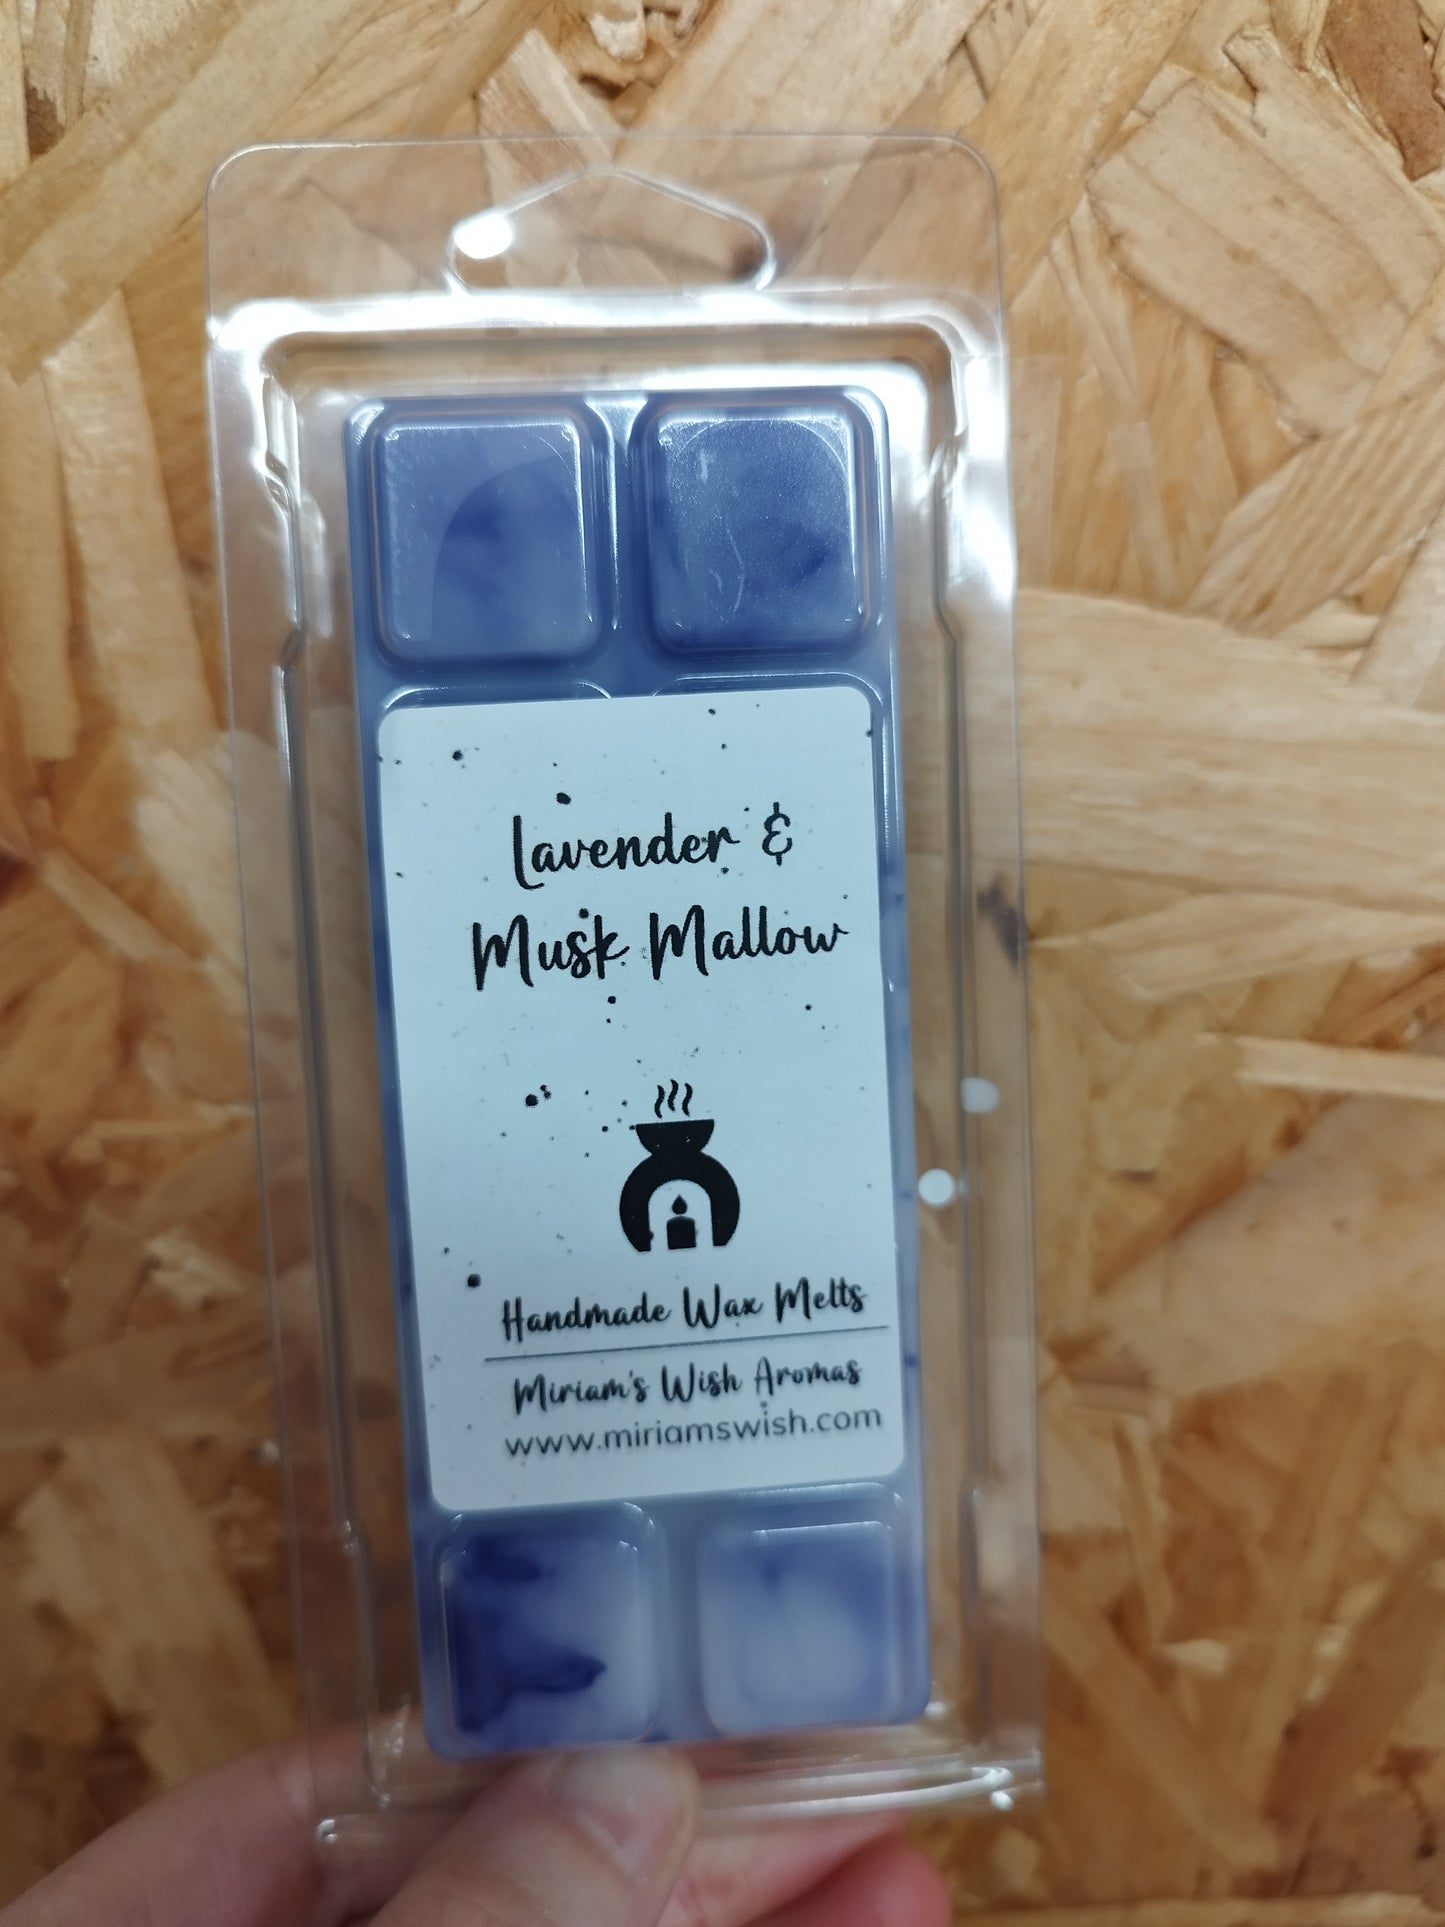 Lavender &
Musk Mallow
Handmade Wax Melts
Miriam's Wish Aromas
www.miriamswish.com